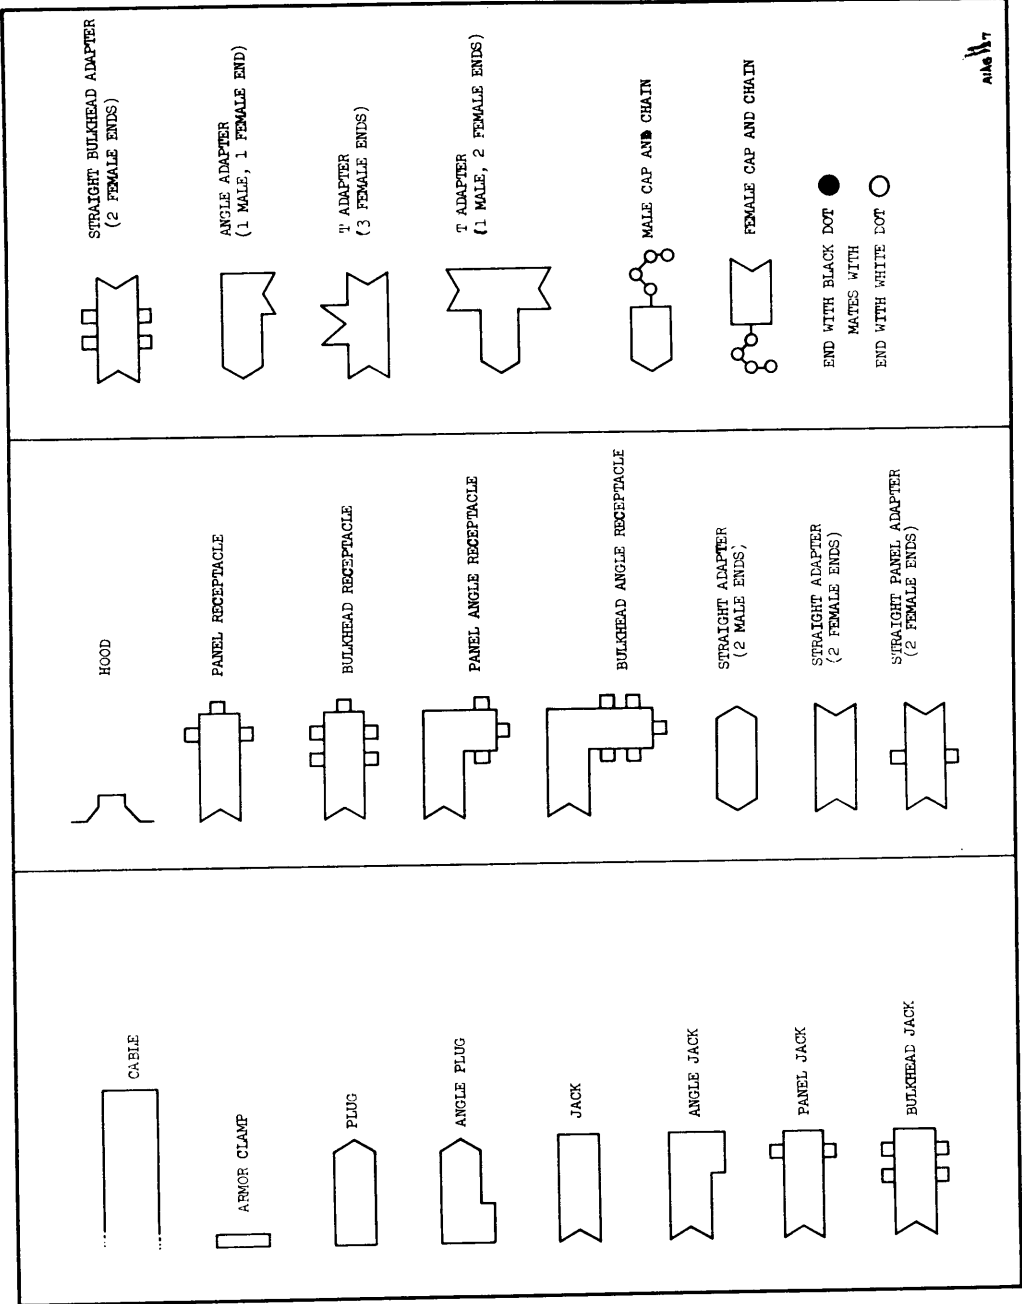 CABLE
ARMOR CLAMP
PLUG
ANGLE PLUG
JACK
ANGLE JACK
PANEL JACK
BULKHEAD JACK
HOOD
PANEL RECEPTACLE
BULKHEAD RECEPTACLE
PANEL ANGLE RECEPTACLE
BULKHEAD ANGLE RECEPTACLE
STRAIGHT ADAPTER
(2 MALE ENDS)
STRAIGHT ADAPTER
(2 FEMALE ENDS)
STRAIGHT PANEL ADAPTER
(2 FEMALE ENDS)
STRAIGHT BULKHEAD ADAPTER
(2 FEMALE ENDS)
ANGLE ADAPTER
(1 MALE, 1 FEMALE END)
T ADAPTER
(3 FEMALE ENDS)
T ADAPTER
(1 MALE, 2 FEMALE ENDS)
MALE CAP AND CHAIN
FEMALE CAP AND CHAIN
END WITH BLACK DOT
MATES WITH
END WITH WHITE DOT